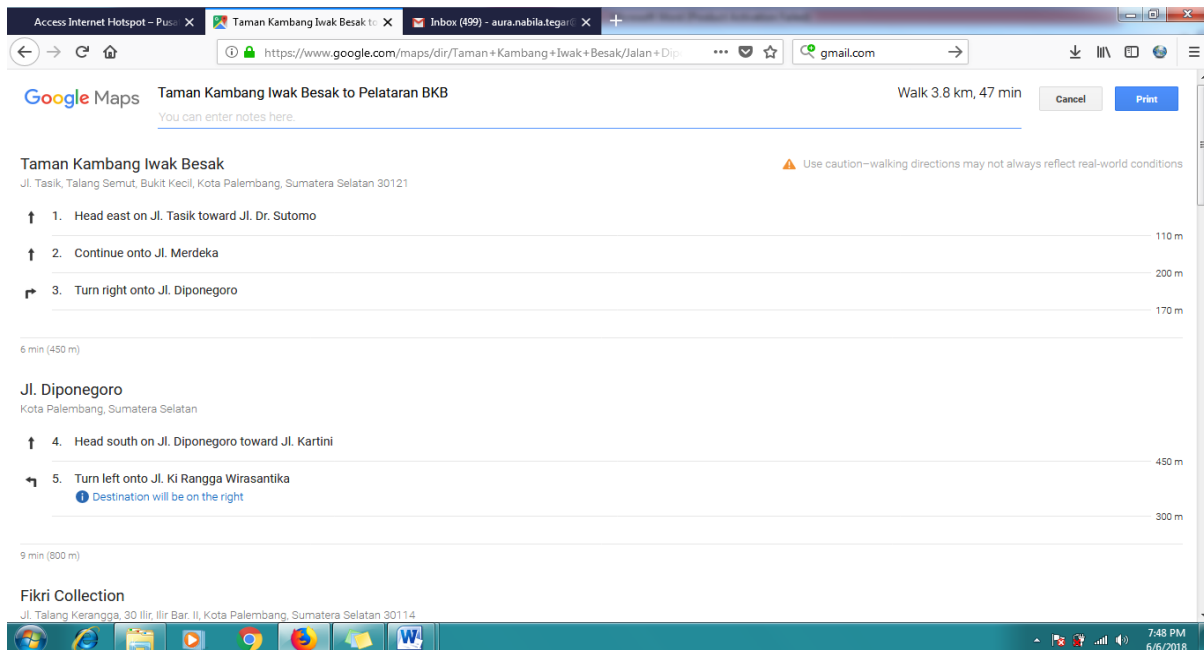 Access Internet Hotspot – Pusa
Taman Kambang Iwak Besak to
Inbox (499) - aura.nabila.tegar
https://www.google.com/maps/dir/Taman+Kambang+Iwak+Besak/Jalan+Dip
gmail.com
Google Maps
Taman Kambang Iwak Besak to Pelataran BKB
Walk 3.8 km, 47 min
Cancel
Print
You can enter notes here.
Taman Kambang Iwak Besak
Use caution–walking directions may not always reflect real-world conditions
Jl. Tasik, Talang Semut, Bukit Kecil, Kota Palembang, Sumatera Selatan 30121
1. Head east on Jl. Tasik toward Jl. Dr. Sutomo
110 m
2. Continue onto Jl. Merdeka
200 m
3. Turn right onto Jl. Diponegoro
170 m
6 min (450 m)
Jl. Diponegoro
Kota Palembang, Sumatera Selatan
4. Head south on Jl. Diponegoro toward Jl. Kartini
450 m
5. Turn left onto Jl. Ki Rangga Wirasantika
Destination will be on the right
300 m
9 min (800 m)
Fikri Collection
Jl. Talang Kerangga, 30 Ilir, Ilir Bar. II, Kota Palembang, Sumatera Selatan 30114
7:48 PM
6/6/2018